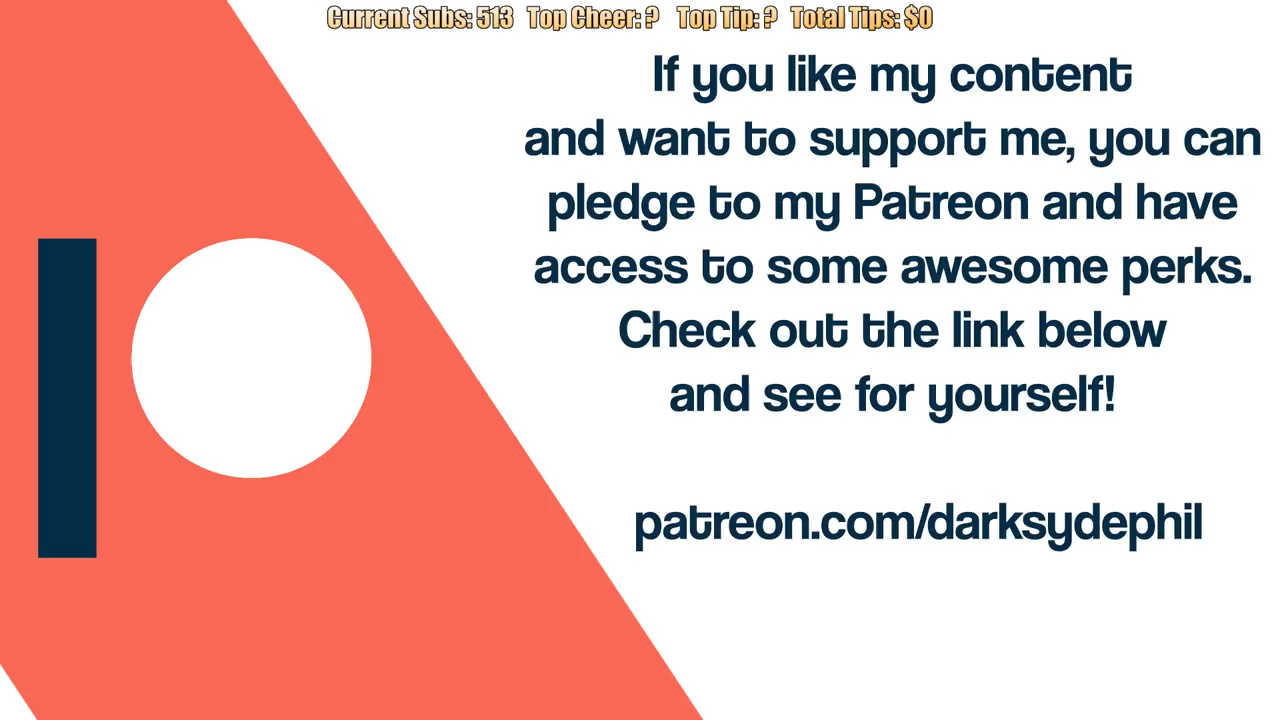 Current Subs: 513 Top Cheer: ? Top Tip: ? Total Tips: $0
If you like my content
and want to support me, you can
pledge to my Patreon and have
access to some awesome perks.
Check out the link below
and see for yourself!
patreon.com/darksydephil